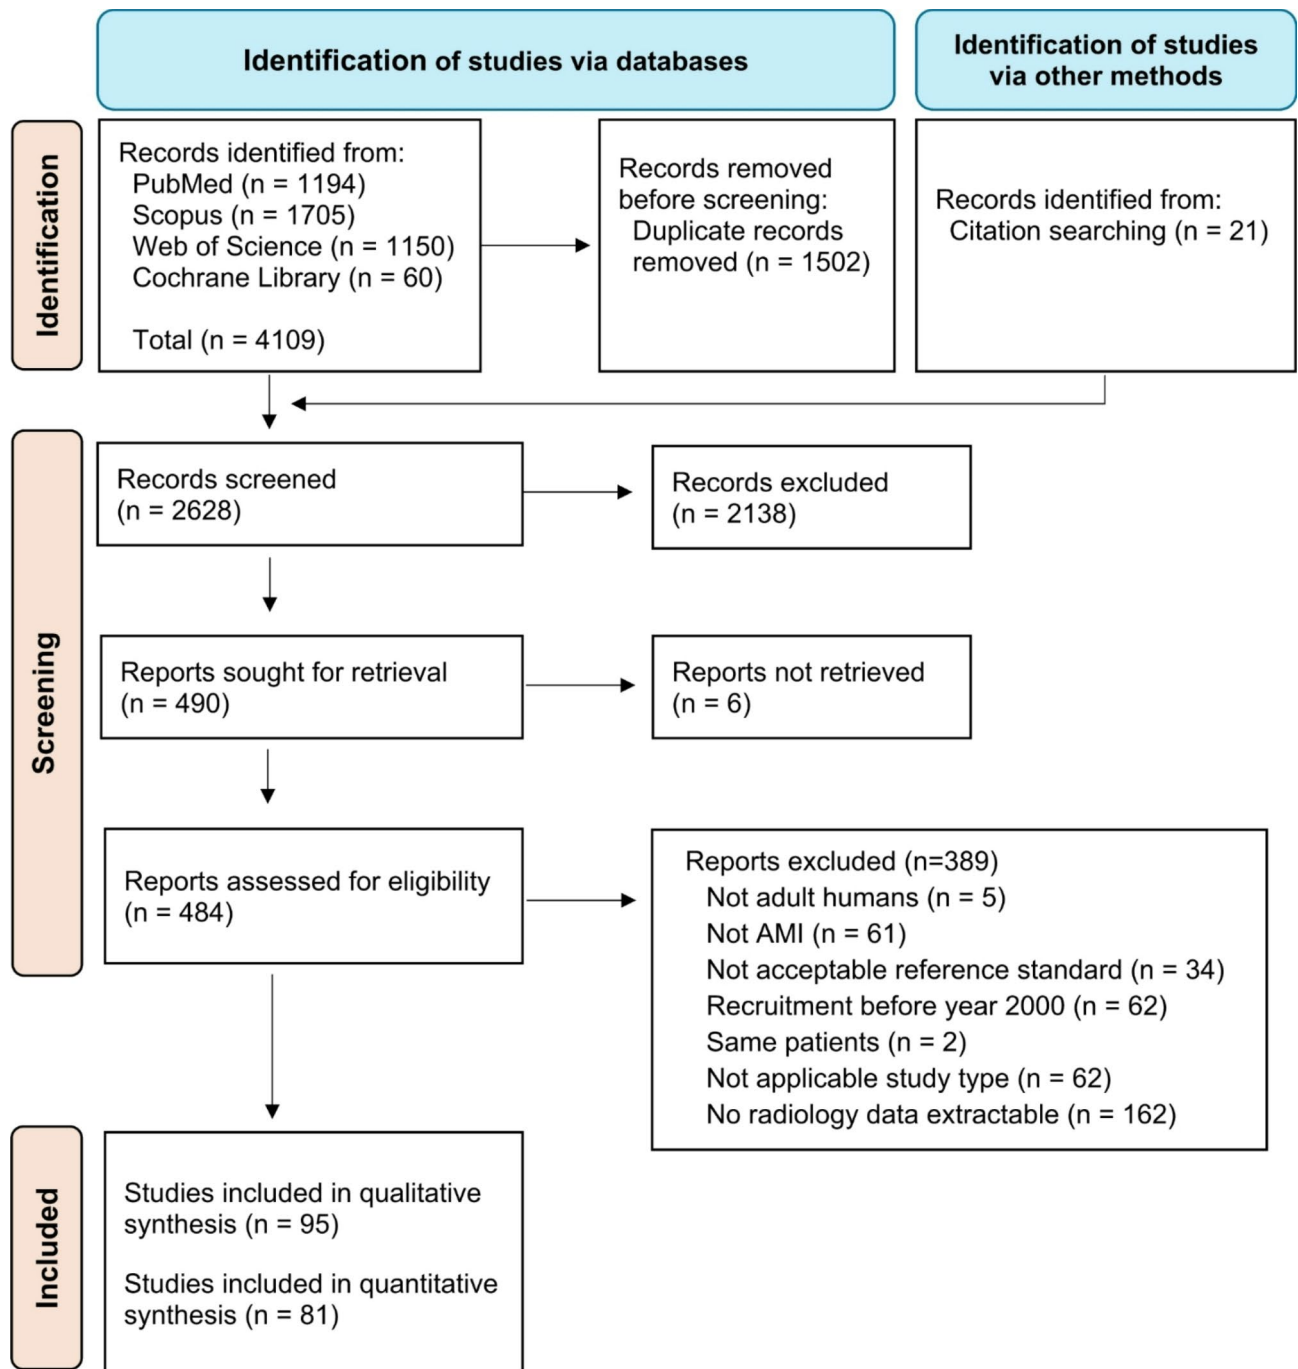 Identification of studies via databases
Identification of studies
via other methods
Identification
Records identified from:
PubMed (n = 1194)
Scopus (n = 1705)
Web of Science (n = 1150)
Cochrane Library (n = 60)
Total (n = 4109)
Records removed
before screening:
Duplicate records
removed (n = 1502)
Records identified from:
Citation searching (n = 21)
Screening
Records screened
(n = 2628)
Records excluded
(n = 2138)
Reports sought for retrieval
(n = 490)
Reports not retrieved
(n = 6)
Reports assessed for eligibility
(n = 484)
Reports excluded (n=389)
Not adult humans (n = 5)
Not AMI (n = 61)
Not acceptable reference standard (n = 34)
Recruitment before year 2000 (n = 62)
Same patients (n = 2)
Not applicable study type (n = 62)
No radiology data extractable (n = 162)
Included
Studies included in qualitative
synthesis (n = 95)
Studies included in quantitative
synthesis (n = 81)